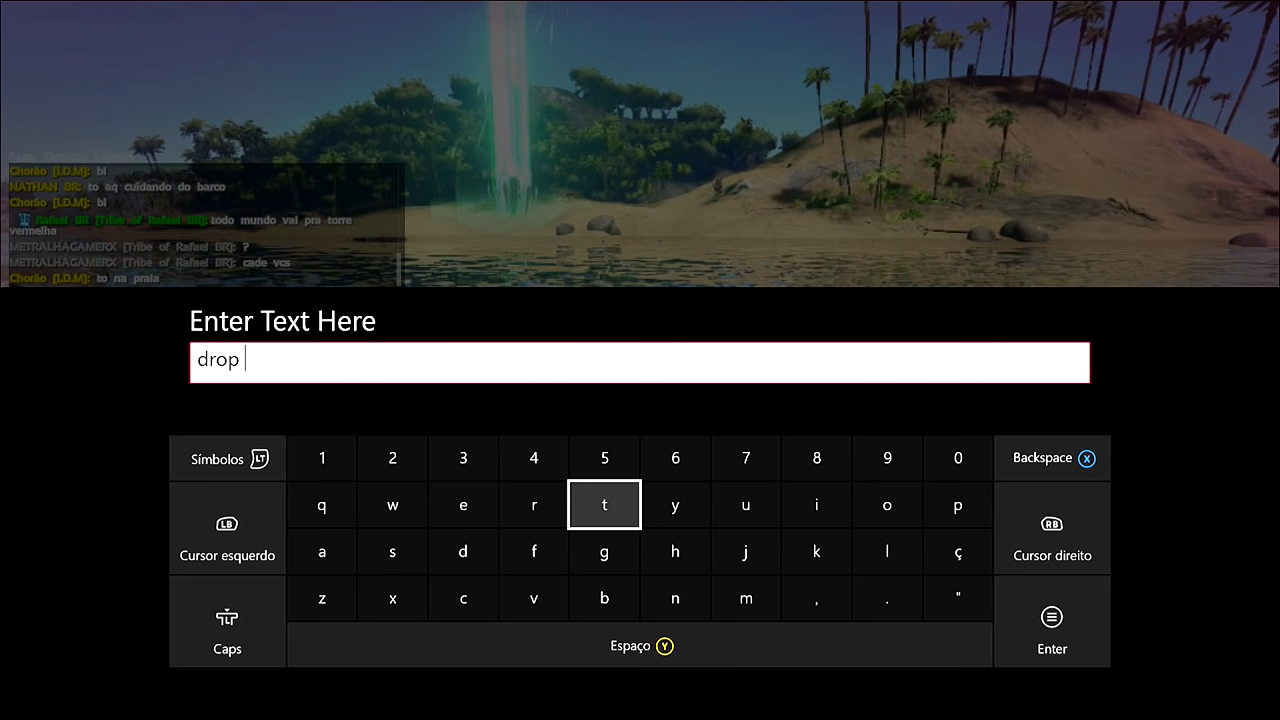 Chorão [I.D.M]: bl
NATHAN BR: to aq cuidando do barco
Chorão [I.D.M]: bl
Rafael BR [Tribe of Rafael BR]: todo mundo vai pra torre
vermelha
METRALHAGAMERX [Tribe of Rafael BR]: ?
METRALHAGAMERX [Tribe of Rafael BR]: cade vcs
Chorão [I.D.M]: to na praia
Enter Text Here
drop
Símbolos LT 1 2 3 4 5 6 7 8 9 0 Backspace X
q w e r t y u i o p
LB Cursor esquerdo a s d f g h j k l ç RB Cursor direito
z x c v b n m , . "
Caps Espaço Y Enter